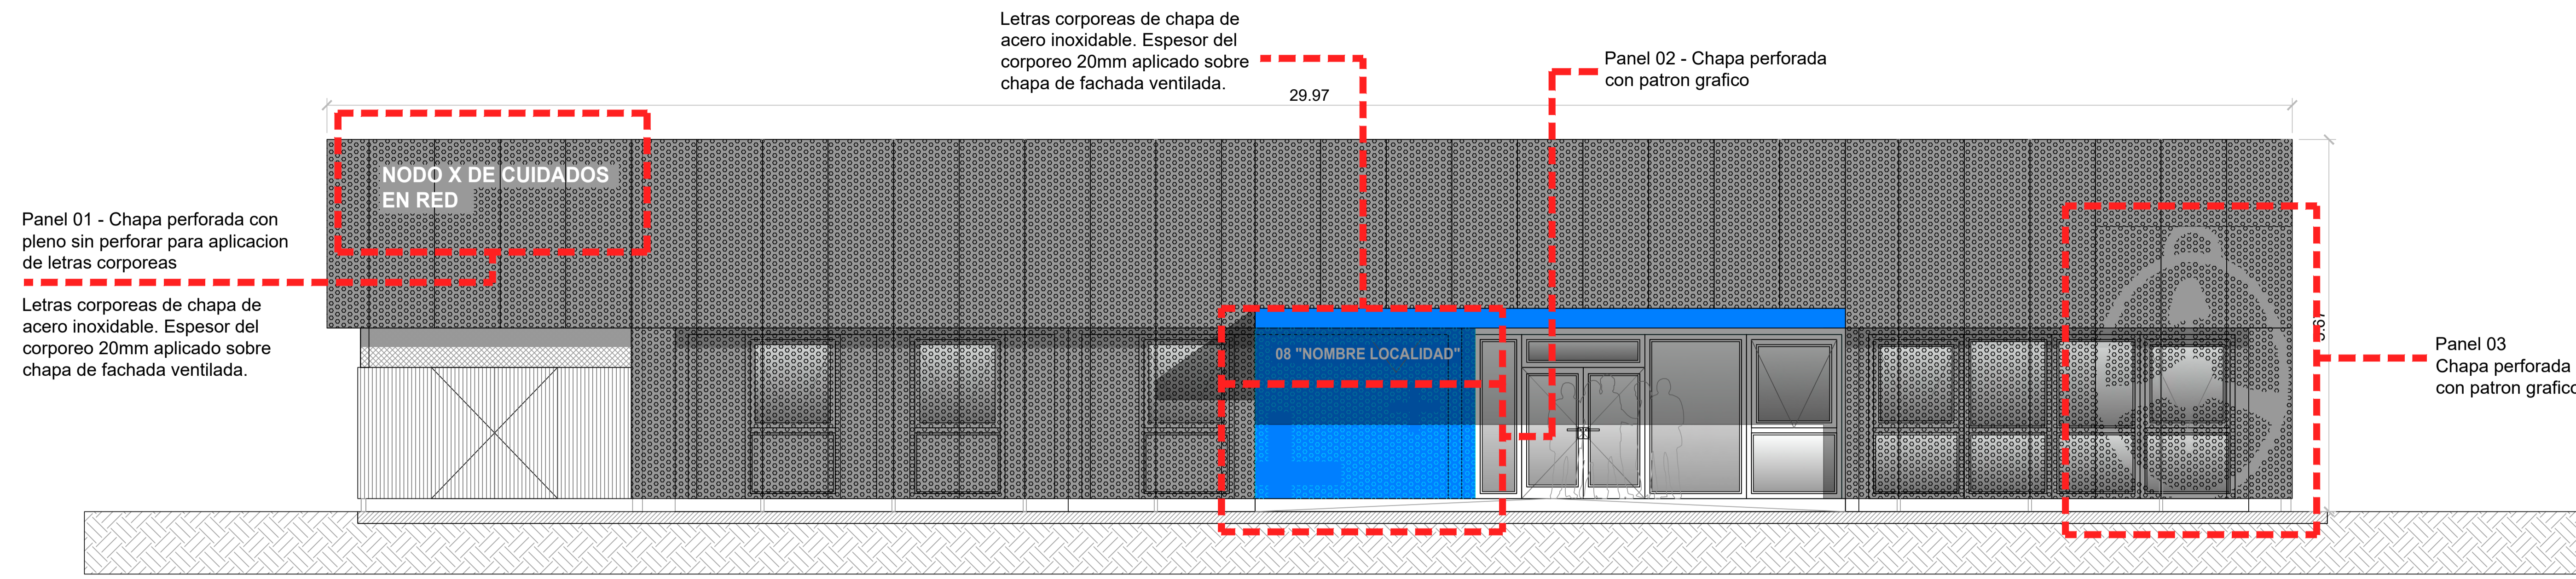 Letras corporeas de chapa de
acero inoxidable. Espesor del
corporeo 20mm aplicado sobre
chapa de fachada ventilada.
Panel 02 - Chapa perforada
con patron grafico
29.97
NODO X DE CUIDADOS
EN RED
Panel 01 - Chapa perforada con
pleno sin perforar para aplicacion
de letras corporeas
Letras corporeas de chapa de
acero inoxidable. Espesor del
corporeo 20mm aplicado sobre
chapa de fachada ventilada.
08 "NOMBRE LOCALIDAD"
Panel 03
Chapa perforada
con patron grafico